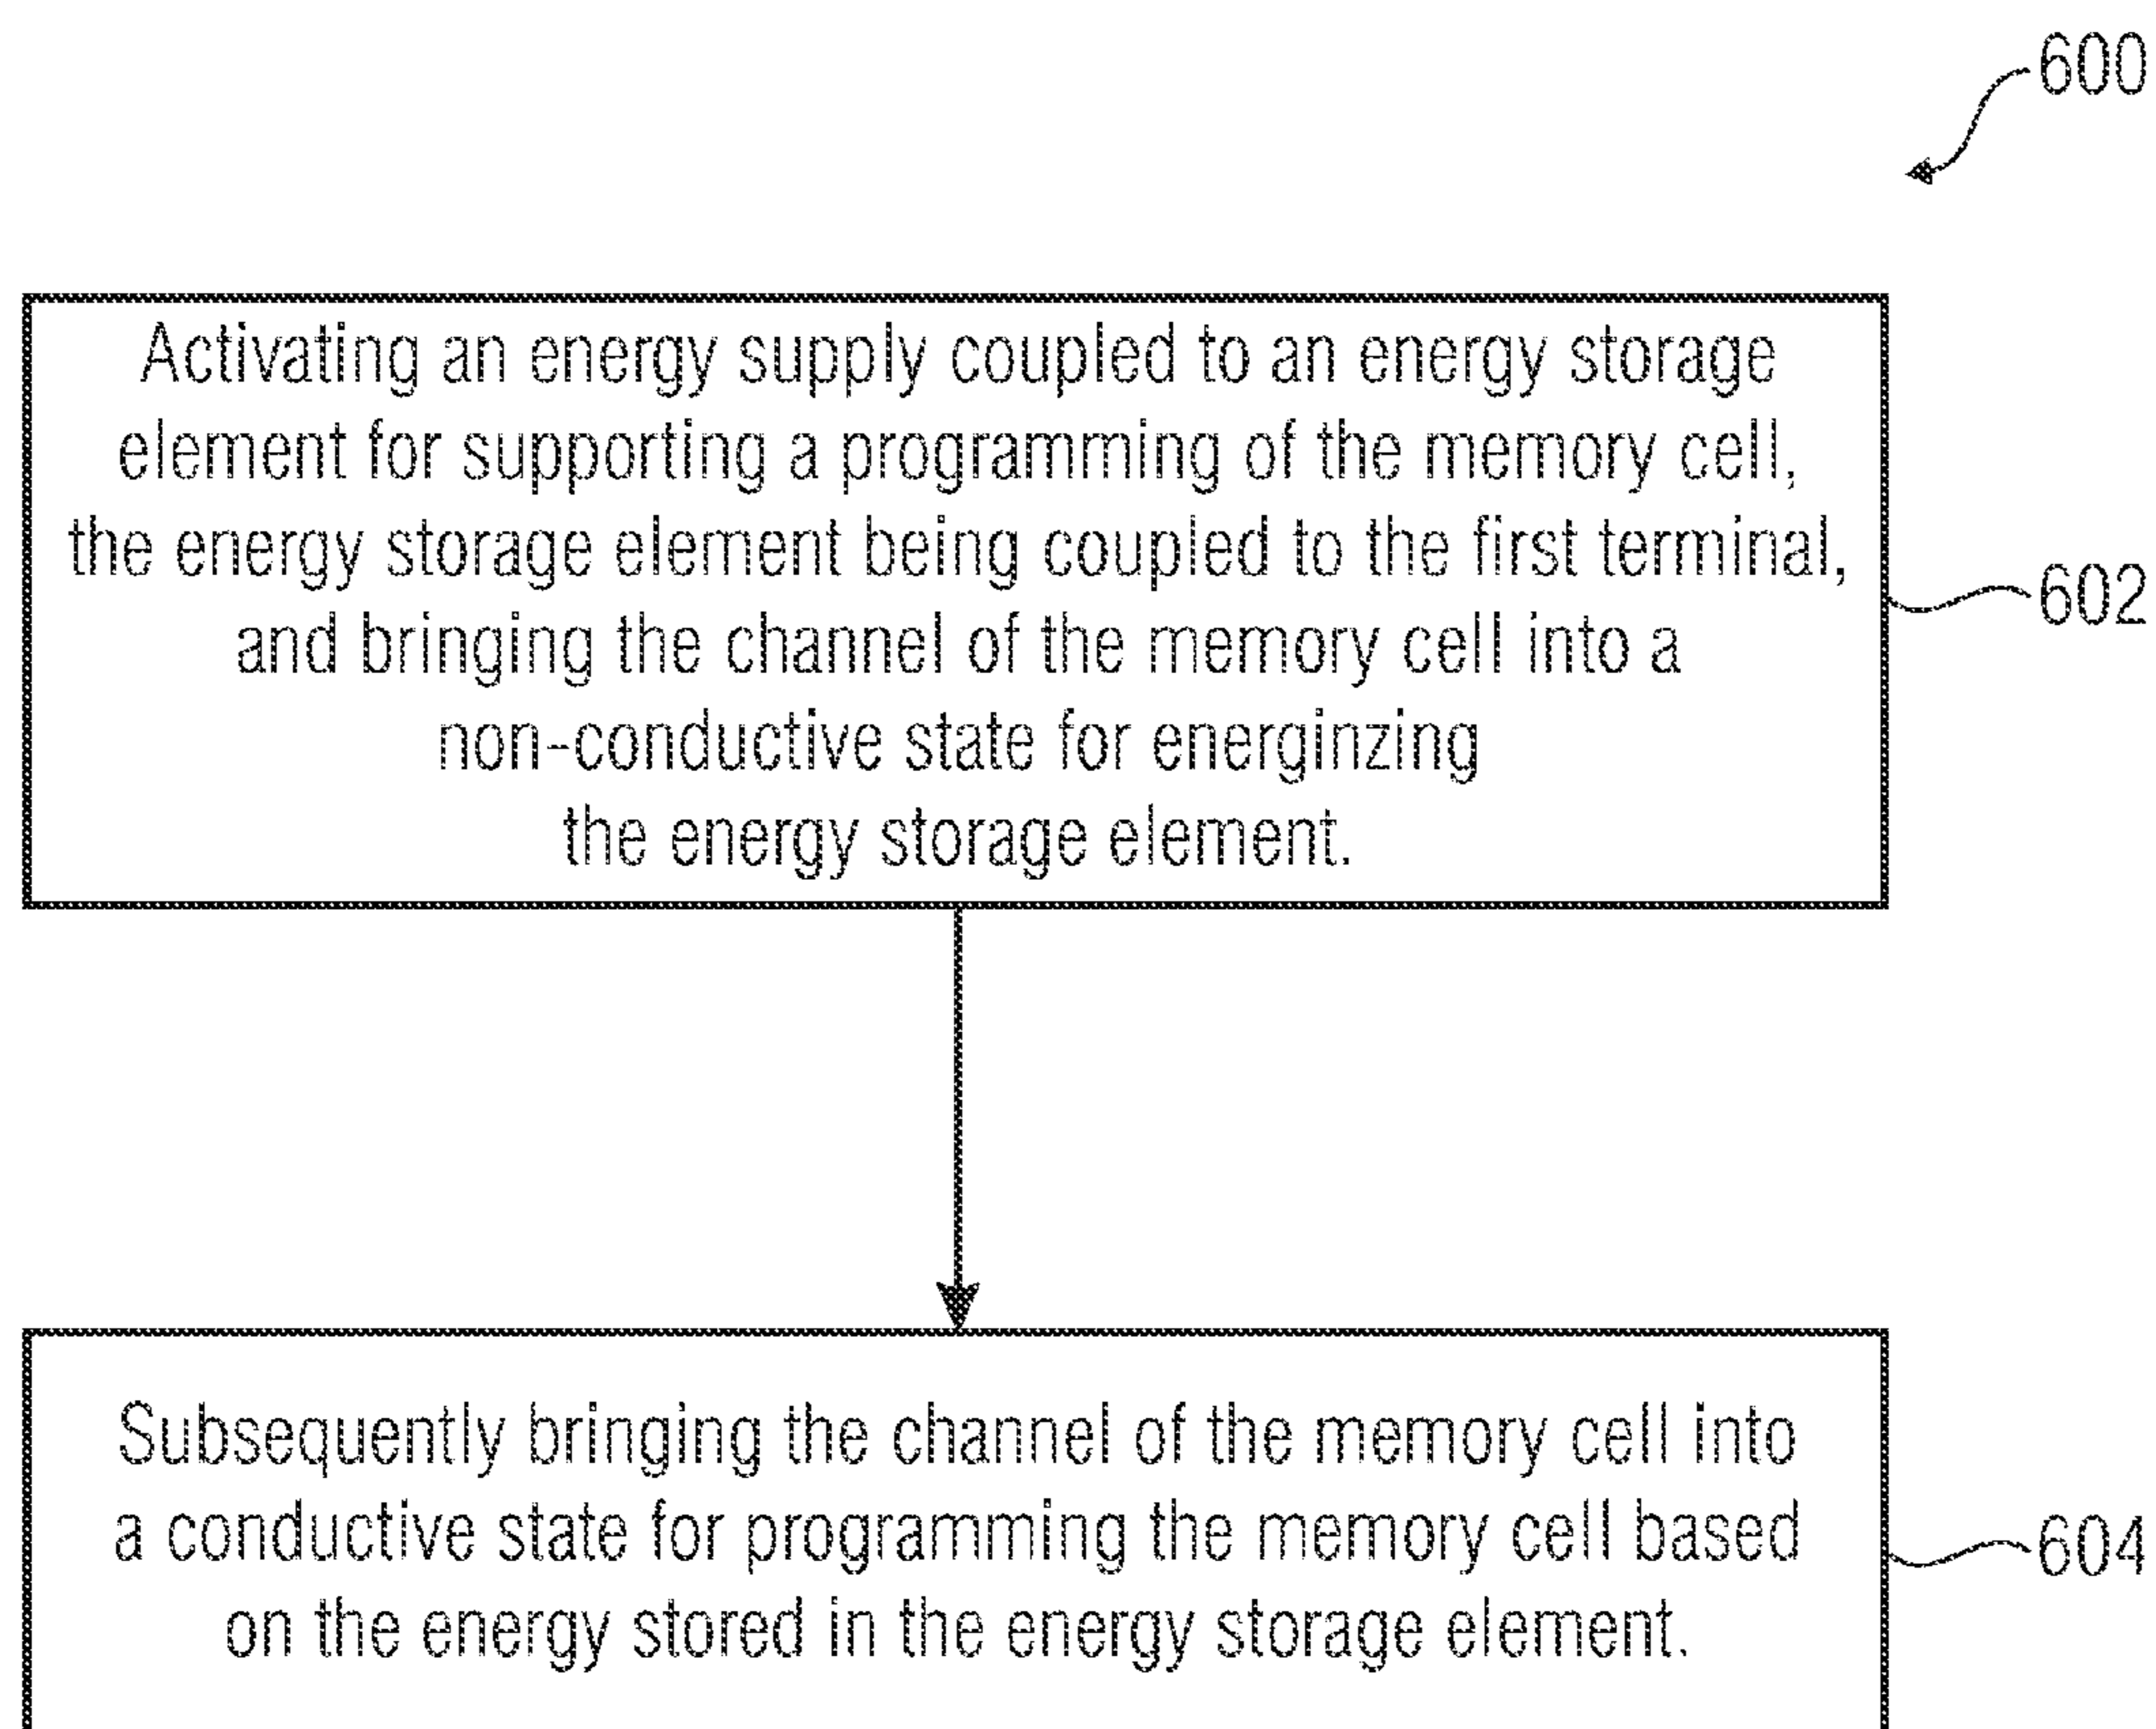 600
Activating an energy supply coupled to an energy storage
element for supporting a programming of the memory cell,
the energy storage element being coupled to the first terminal,
and bringing the channel of the memory cell into a
non-conductive state for energinzing
the energy storage element.
602
Subsequently bringing the channel of the memory cell into
a conductive state for programming the memory cell based
on the energy stored in the energy storage element.
604